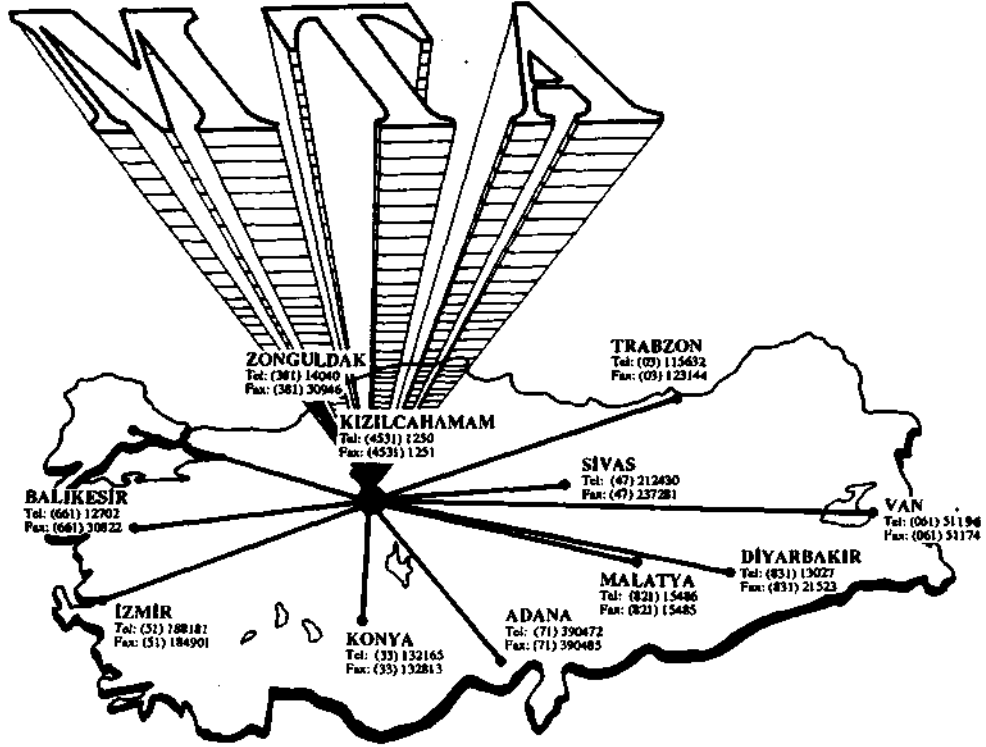 MTA
ZONGULDAK
Tel: (381) 14040
Fax: (381) 30946
TRABZON
Tel: (03) 115632
Fax: (03) 123144
KIZILCAHAMAM
Tel: (4531) 1250
Fax: (4531) 1251
SİVAS
Tel: (47) 212430
Fax: (47) 237281
BALIKESİR
Tel: (661) 12702
Fax: (661) 30822
VAN
Tel: (061) 51196
Fax: (061) 51174
DİYARBAKIR
Tel: (831) 13027
Fax: (831) 21523
MALATYA
Tel: (821) 15486
Fax: (821) 15485
İZMİR
Tel: (51) 188181
Fax: (51) 184901
ADANA
Tel: (71) 390472
Fax: (71) 390485
KONYA
Tel: (33) 132165
Fax: (33) 132813